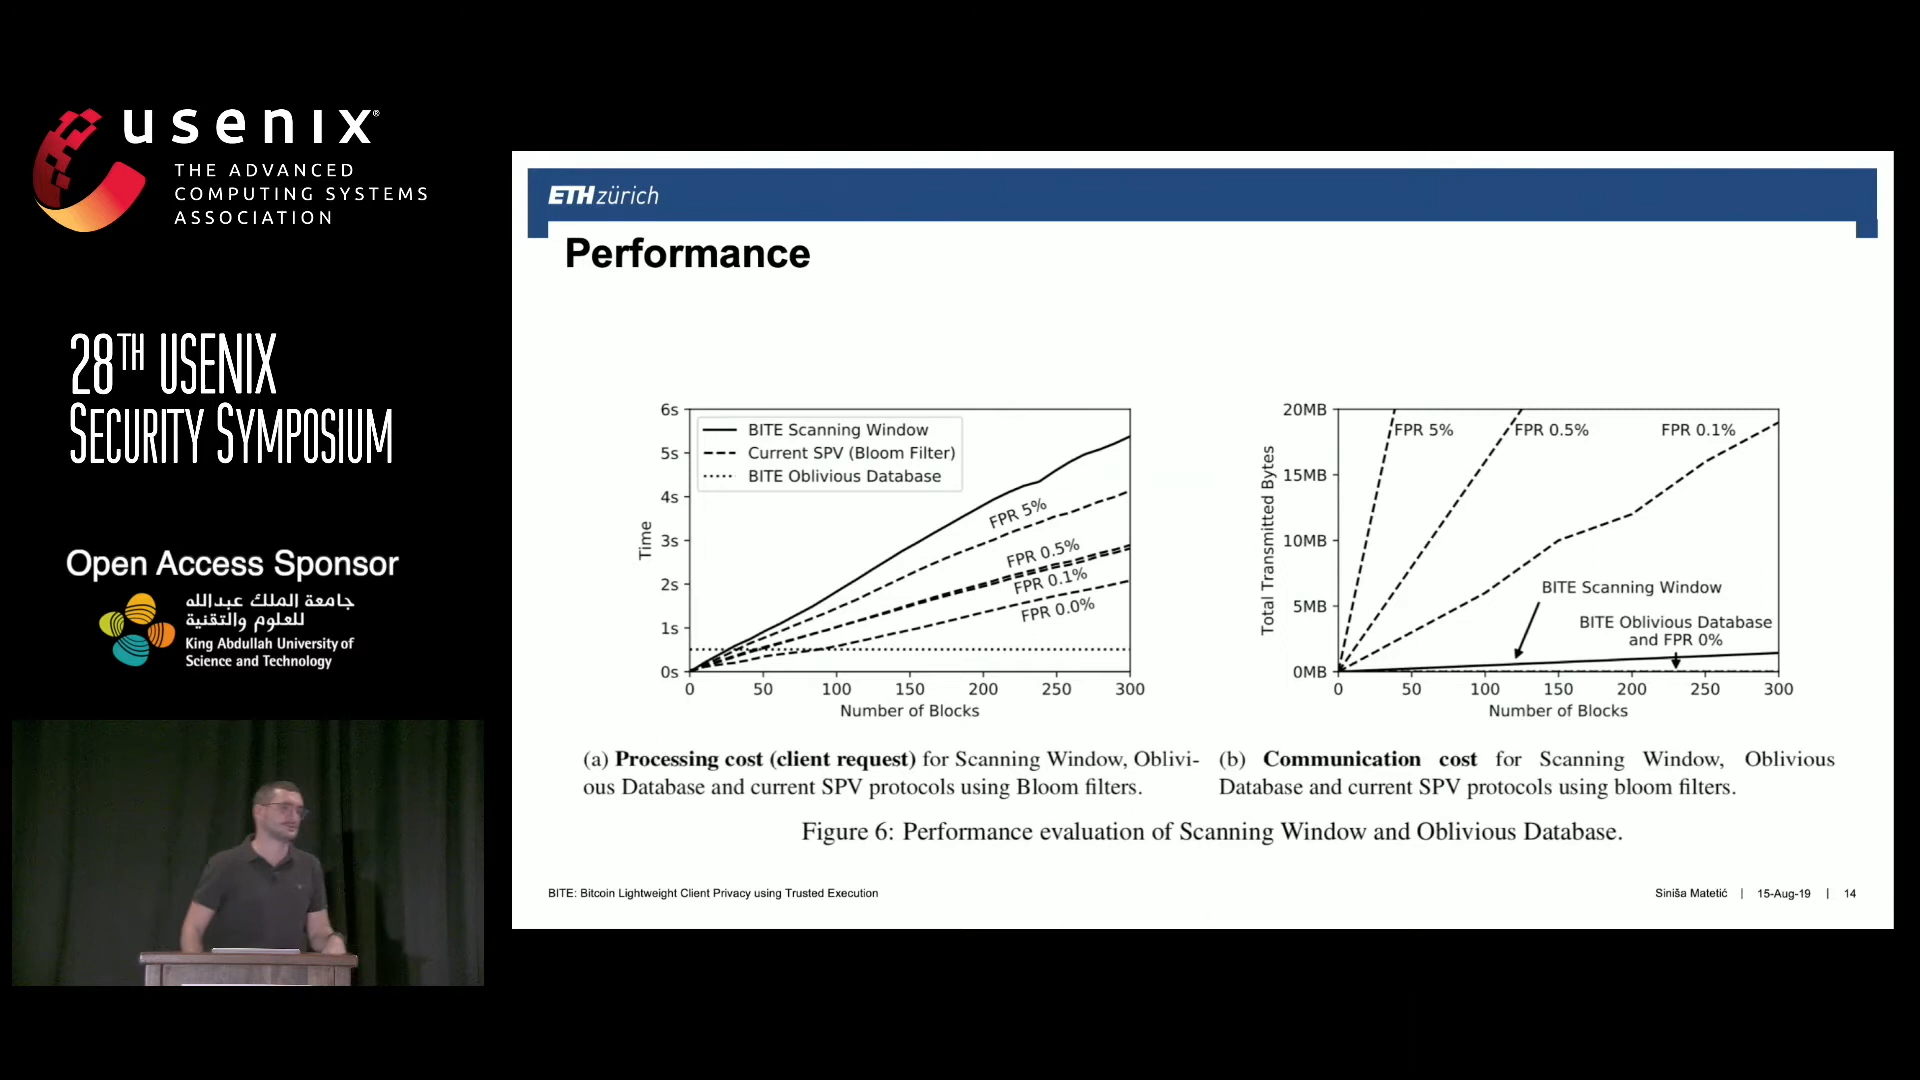 usenix®
THE ADVANCED
COMPUTING SYSTEMS
ASSOCIATION
28TH USENIX
SECURITY SYMPOSIUM
Open Access Sponsor
جامعة الملك عبدالله
للعلوم والتقنية
King Abdullah University of
Science and Technology
ETH zürich
Performance
6s
5s
4s
3s
2s
1s
0s
Time
BITE Scanning Window
Current SPV (Bloom Filter)
BITE Oblivious Database
FPR 5%
FPR 0.5%
FPR 0.1%
FPR 0.0%
0 50 100 150 200 250 300
Number of Blocks
20MB
15MB
10MB
5MB
0MB
Total Transmitted Bytes
FPR 5%
FPR 0.5%
FPR 0.1%
BITE Scanning Window
BITE Oblivious Database
and FPR 0%
0 50 100 150 200 250 300
Number of Blocks
(a) Processing cost (client request) for Scanning Window, Oblivi-
ous Database and current SPV protocols using Bloom filters.
(b) Communication cost for Scanning Window, Oblivious
Database and current SPV protocols using bloom filters.
Figure 6: Performance evaluation of Scanning Window and Oblivious Database.
BITE: Bitcoin Lightweight Client Privacy using Trusted Execution
Siniša Matetić | 15-Aug-19 | 14